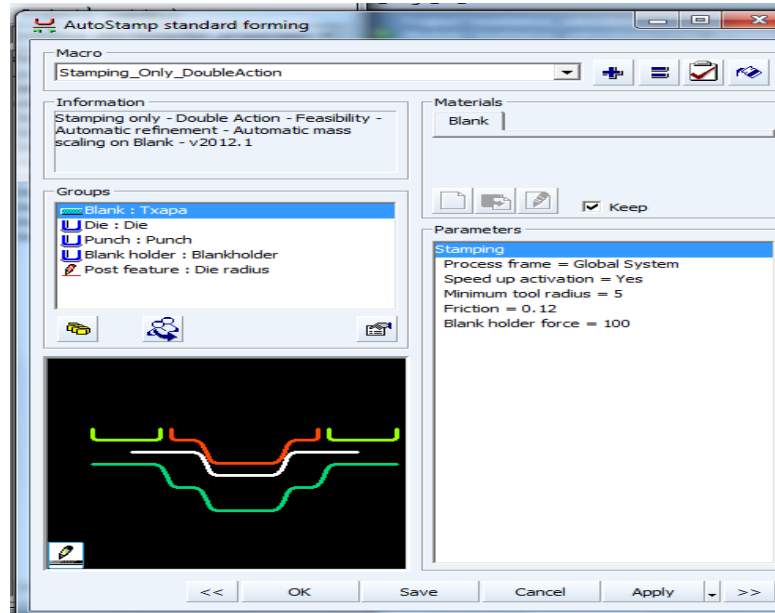 AutoStamp standard forming
Macro
Stamping_Only_DoubleAction
Information
Stamping only - Double Action - Feasibility -
Automatic refinement - Automatic mass
scaling on Blank - v2012.1
Materials
Blank
Keep
Groups
Blank : Txapa
Die : Die
Punch : Punch
Blank holder : Blankholder
Post feature : Die radius
Parameters
Stamping
Process frame = Global System
Speed up activation = Yes
Minimum tool radius = 5
Friction = 0.12
Blank holder force = 100
<< OK Save Cancel Apply >>